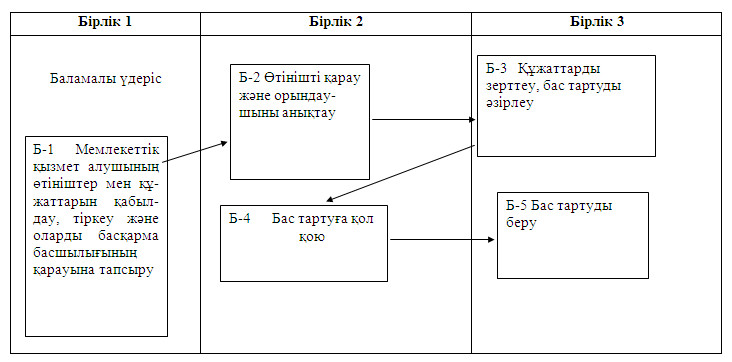 Бірлік 1
Бірлік 2
Бірлік 3
Баламалы үдеріс
Б-1 Мемлекеттік
қызмет алушының
өтініштер мен құ-
жаттарын қабыл-
дау, тіркеу және
оларды басқарма
басшылығының
қарауына тапсыру
Б-2 Өтінішті қарау
және орындау-
шыны анықтау
Б-3 Құжаттарды
зерттеу, бас тартуды
әзірлеу
Б-4 Бас тартуға қол
қою
Б-5 Бас тартуды
беру